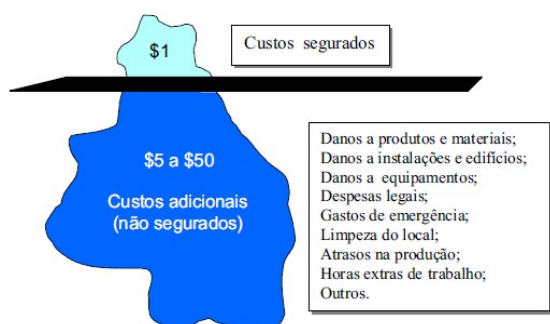 $1
Custos segurados
$5 a $50
Custos adicionais
(não segurados)
Danos a produtos e materiais;
Danos a instalações e edifícios;
Danos a equipamentos;
Despesas legais;
Gastos de emergência;
Limpeza do local;
Atrasos na produção;
Horas extras de trabalho;
Outros.